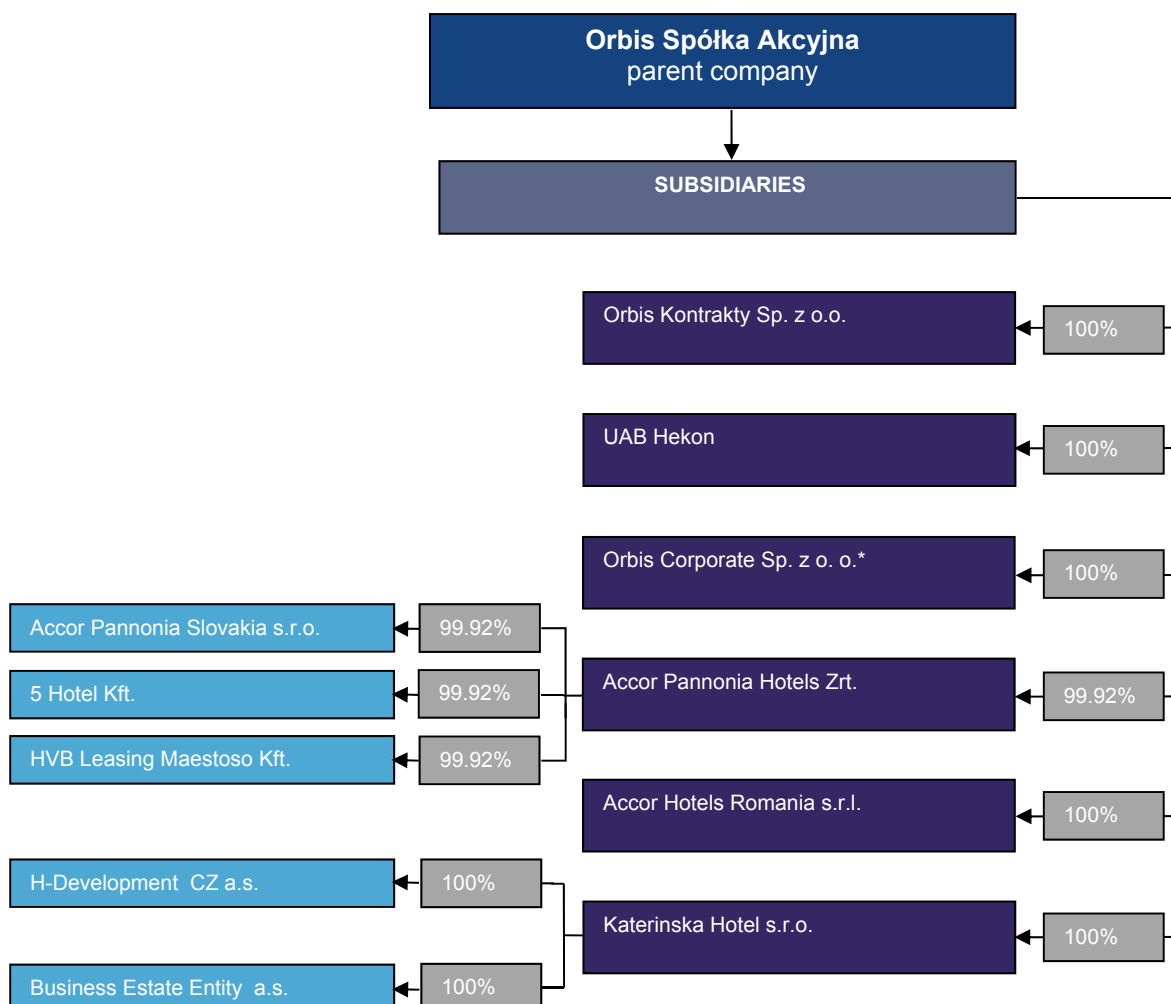 Orbis Spółka Akcyjna
parent company
SUBSIDIARIES
Orbis Kontrakty Sp. z o.o.
100%
UAB Hekon
100%
Orbis Corporate Sp. z o. o.*
100%
Accor Pannonia Slovakia s.r.o.
99.92%
5 Hotel Kft.
99.92%
Accor Pannonia Hotels Zrt.
99.92%
HVB Leasing Maestoso Kft.
99.92%
Accor Hotels Romania s.r.l.
100%
H-Development  CZ a.s.
100%
Katerinska Hotel s.r.o.
100%
Business Estate Entity  a.s.
100%